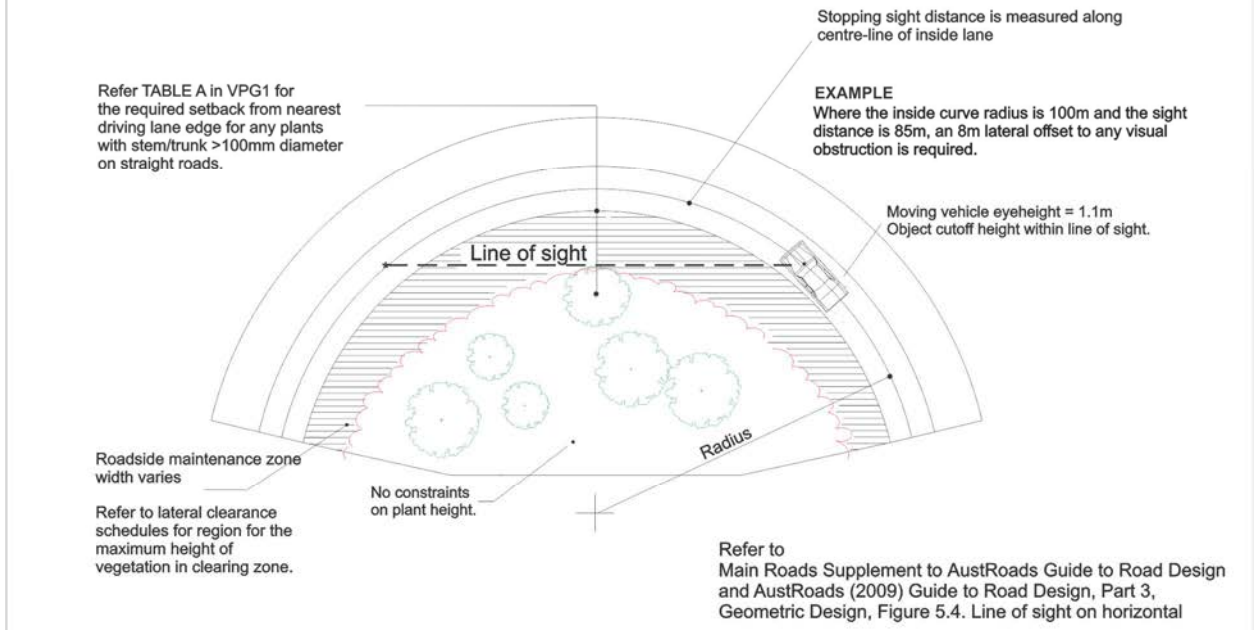 Stopping sight distance is measured along
centre-line of inside lane
Refer TABLE A in VPG1 for
the required setback from nearest
driving lane edge for any plants
with stem/trunk >100mm diameter
on straight roads.
EXAMPLE
Where the inside curve radius is 100m and the sight
distance is 85m, an 8m lateral offset to any visual
obstruction is required.
Moving vehicle eyeheight = 1.1m
Object cutoff height within line of sight.
Line of sight
Radius
Roadside maintenance zone
width varies
Refer to lateral clearance
schedules for region for the
maximum height of
vegetation in clearing zone.
No constraints
on plant height.
Refer to
Main Roads Supplement to AustRoads Guide to Road Design
and AustRoads (2009) Guide to Road Design, Part 3,
Geometric Design, Figure 5.4. Line of sight on horizontal